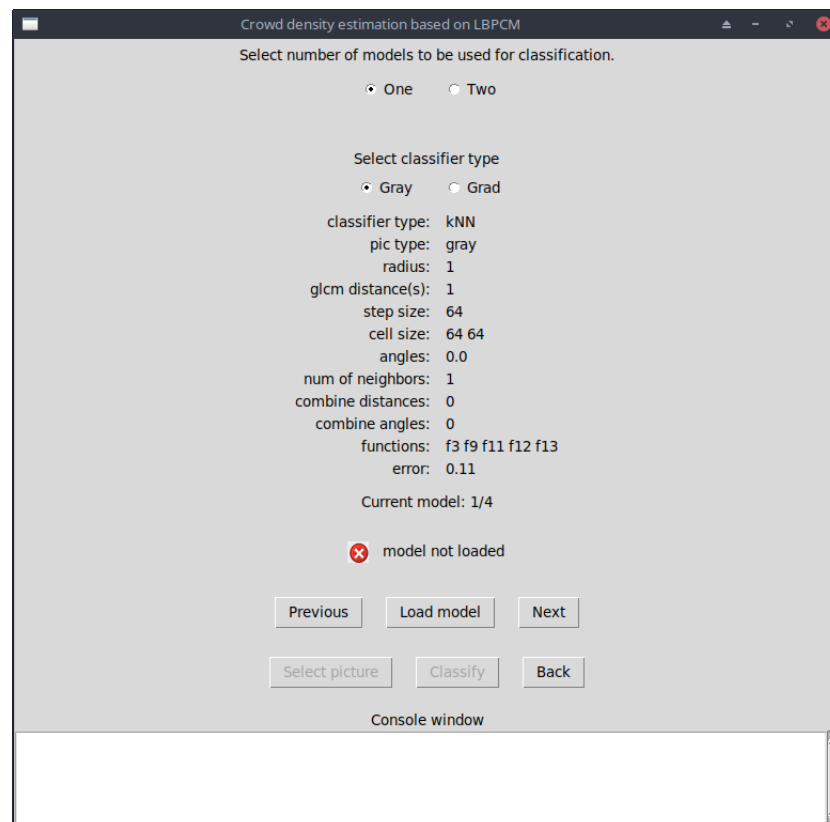 Crowd density estimation based on LBPCM
Select number of models to be used for classification.
One Two
Select classifier type
Gray Grad
classifier type: kNN
pic type: gray
radius: 1
glcm distance(s): 1
step size: 64
cell size: 64 64
angles: 0.0
num of neighbors: 1
combine distances: 0
combine angles: 0
functions: f3 f9 f11 f12 f13
error: 0.11
Current model: 1/4
model not loaded
Previous Load model Next
Select picture Classify Back
Console window